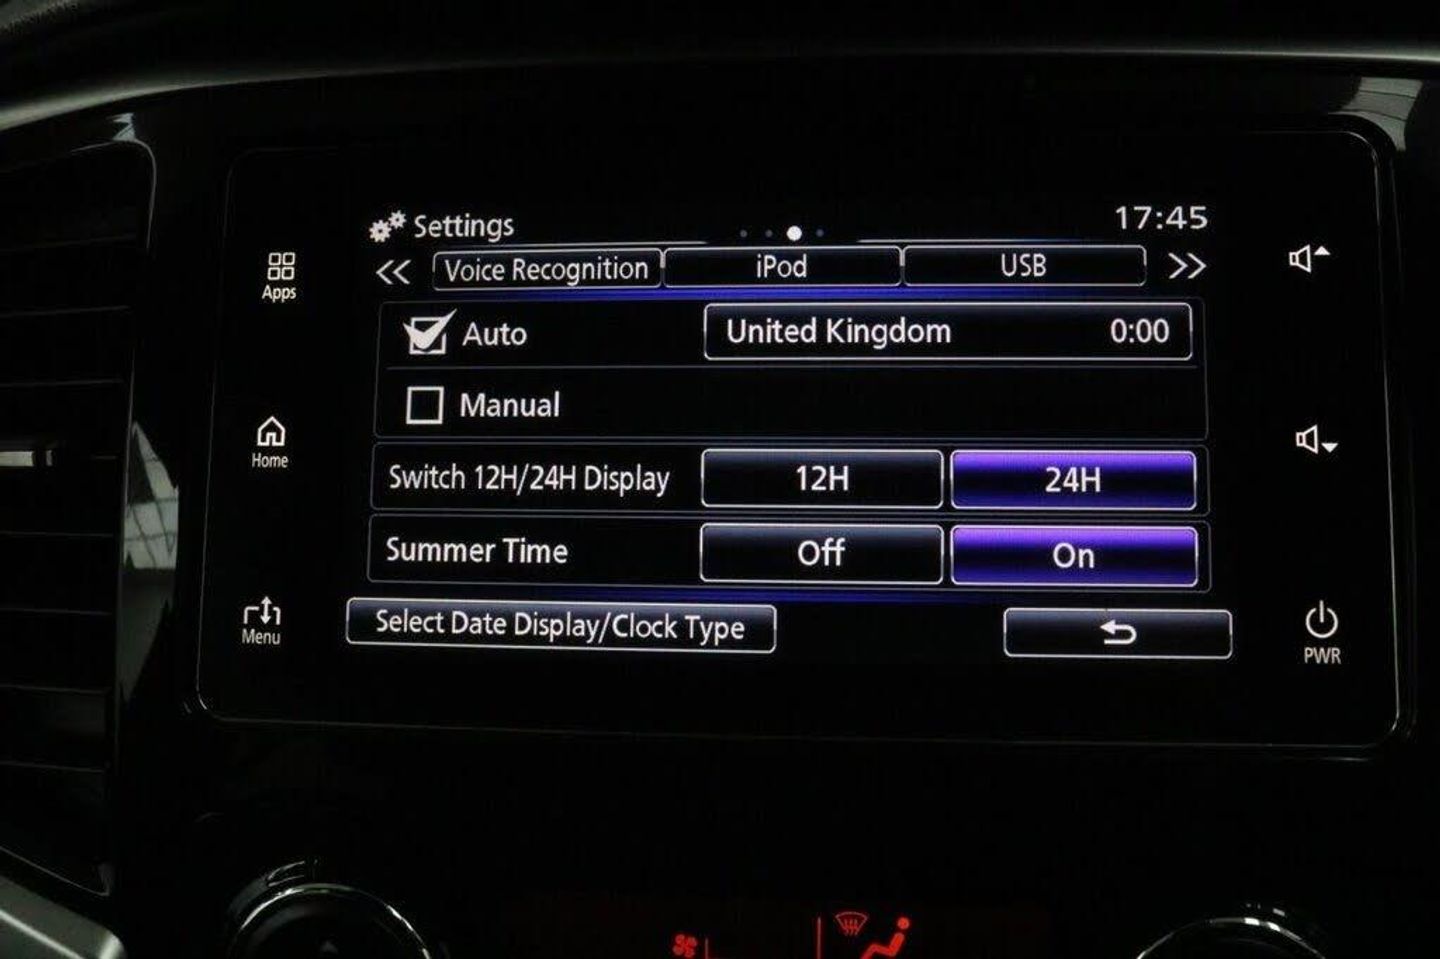 Settings
17:45
Voice Recognition
iPod
USB
Apps
Auto
United Kingdom 0:00
Manual
Home
Switch 12H/24H Display
12H
24H
Summer Time
Off
On
Menu
Select Date Display/Clock Type
PWR